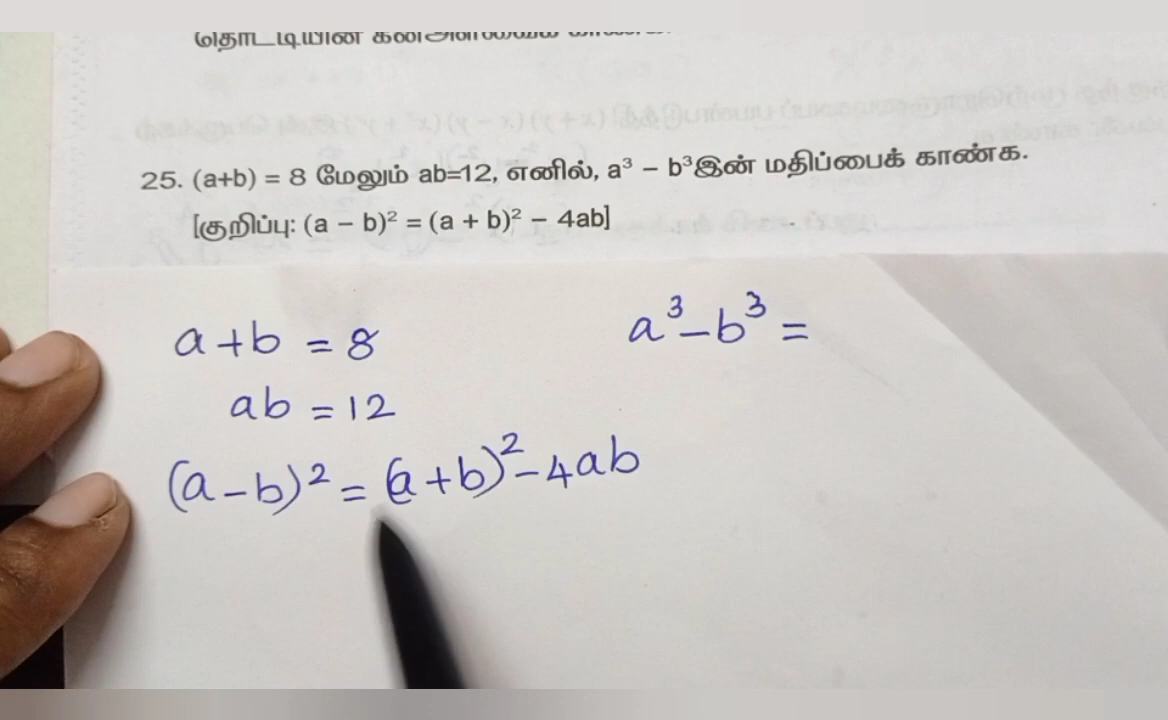 தொட்டியின்
25. (a+b) = 8 மேலும் ab=12, எனில், a³ – b³இன் மதிப்பைக் காண்க.
[குறிப்பு: (a – b)² = (a + b)² – 4ab]
a+b = 8
a³-b³ =
ab = 12
(a-b)² = (a+b)²-4ab